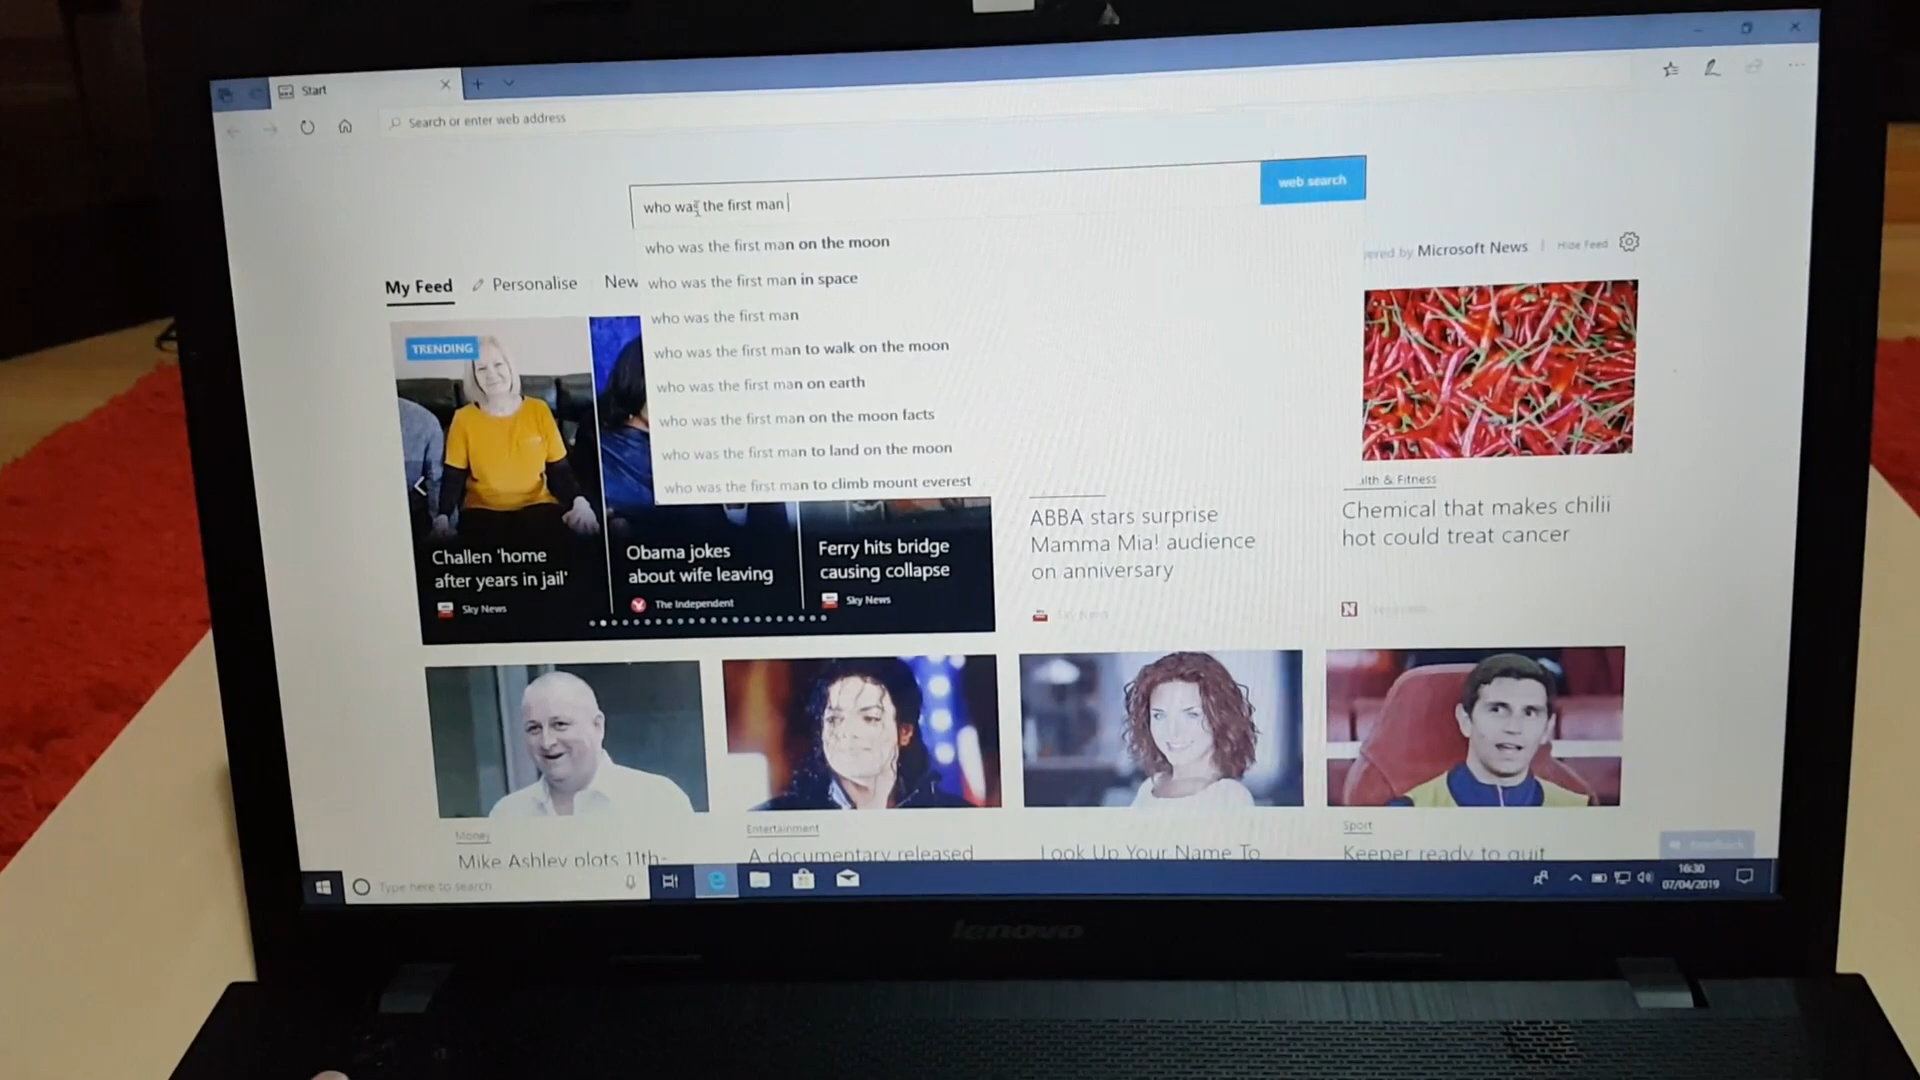 Start
Search or enter web address
who was the first man
web search
who was the first man on the moon
who was the first man in space
who was the first man
who was the first man to walk on the moon
who was the first man on earth
who was the first man on the moon facts
who was the first man to land on the moon
who was the first man to climb mount everest
ered by Microsoft News
Hide Feed
My Feed
Personalise
New
TRENDING
Challen 'home
after years in jail'
Sky News
Obama jokes
about wife leaving
The Independent
Ferry hits bridge
causing collapse
Sky News
ABBA stars surprise
Mamma Mia! audience
on anniversary
Sky News
alth & Fitness
Chemical that makes chilii
hot could treat cancer
N
Money
Mike Ashley plots 11th-
Entertainment
A documentary released
Look Up Your Name To
Sport
Keeper ready to quit
Feedback
Type here to search
16:30
07/04/2019
lenovo